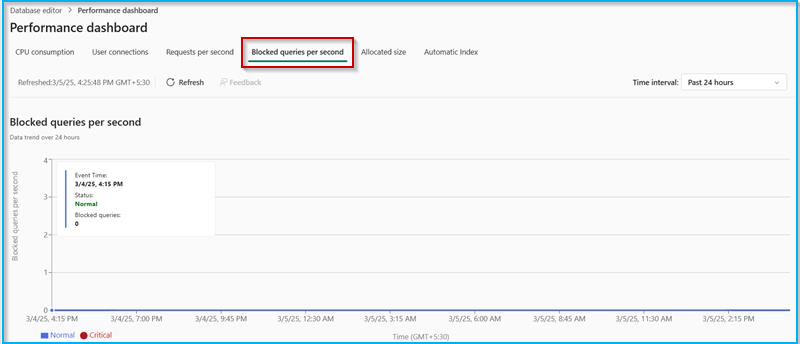 Database editor > Performance dashboard
Performance dashboard
CPU consumption User connections Requests per second Blocked queries per second Allocated size Automatic Index
Refreshed:3/5/25, 4:25:48 PM GMT+5:30 Refresh Feedback Time interval: Past 24 hours
Blocked queries per second
Data trend over 24 hours
Blocked queries per second
4
3
2
1
0
Event Time:
3/4/25, 4:15 PM
Status:
Normal
Blocked queries:
0
3/4/25, 4:15 PM 3/4/25, 7:00 PM 3/4/25, 9:45 PM 3/5/25, 12:30 AM 3/5/25, 3:15 AM 3/5/25, 6:00 AM 3/5/25, 8:45 AM 3/5/25, 11:30 AM 3/5/25, 2:15 PM
Normal Critical Time (GMT+5:30)